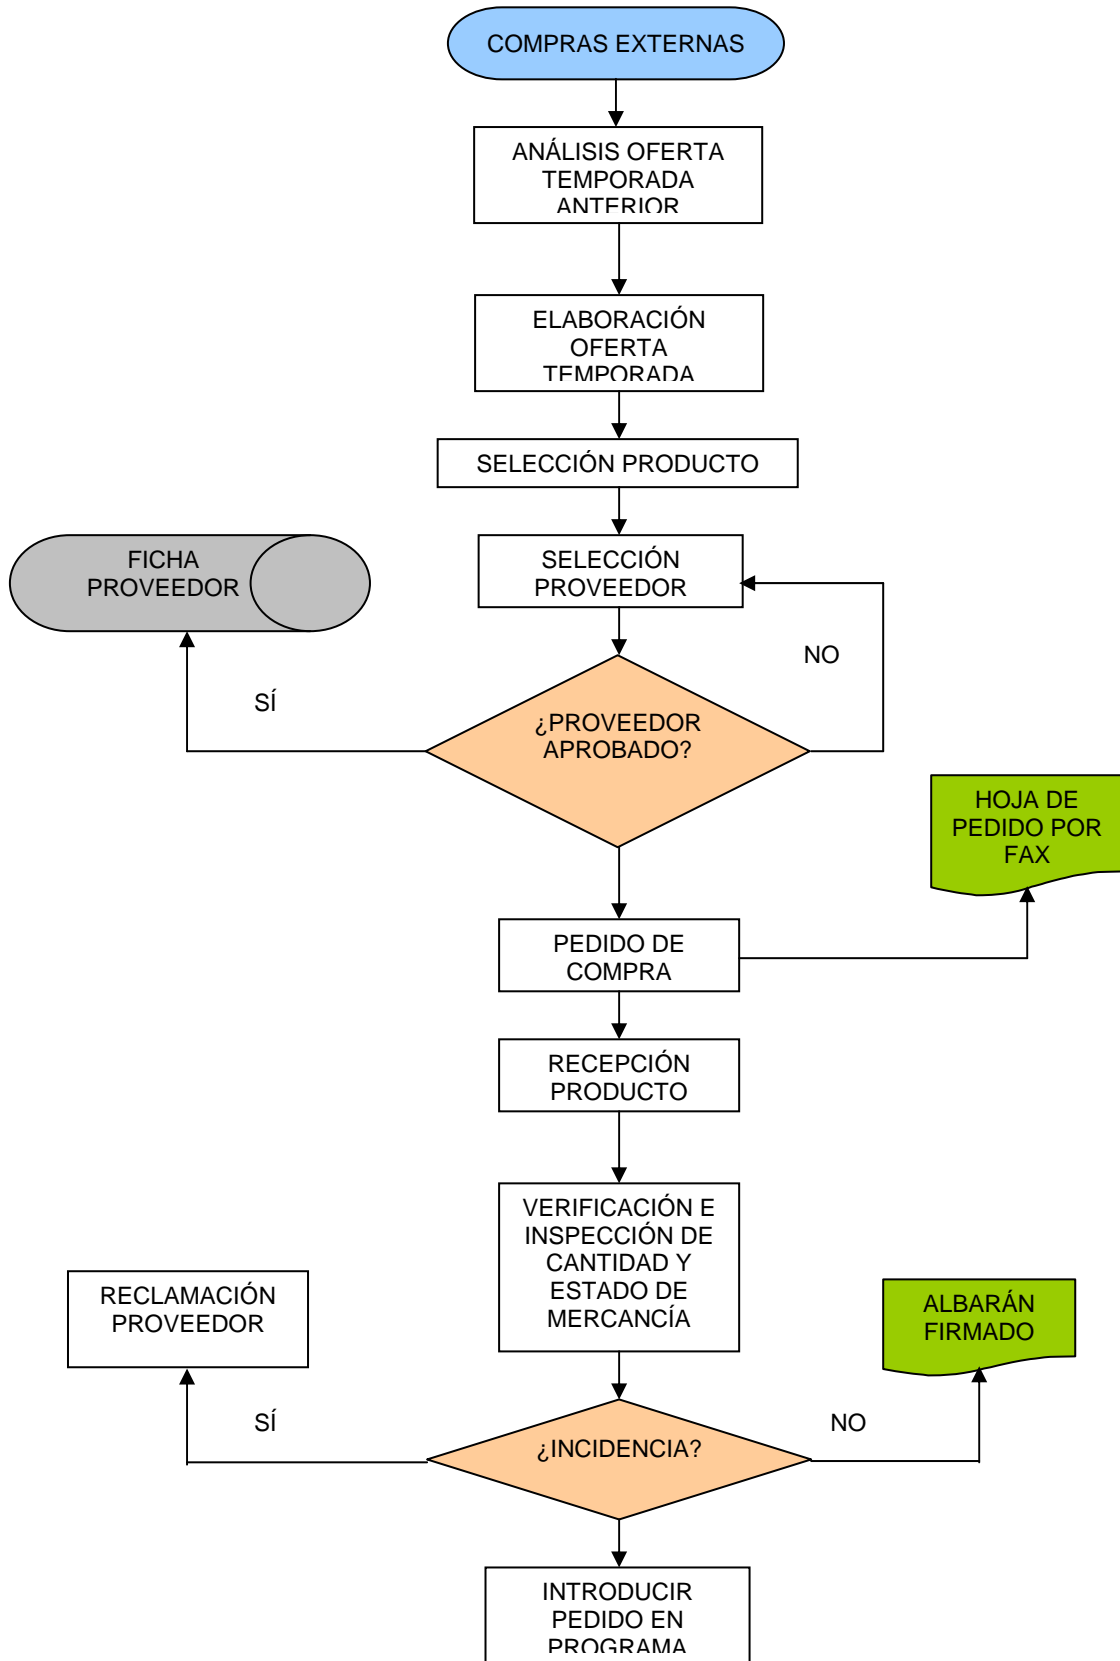 COMPRAS EXTERNAS
ANÁLISIS OFERTA
TEMPORADA
ANTERIOR
ELABORACIÓN
OFERTA
TEMPORADA
SELECCIÓN PRODUCTO
FICHA
PROVEEDOR
SELECCIÓN
PROVEEDOR
NO
SÍ
¿PROVEEDOR
APROBADO?
HOJA DE
PEDIDO POR
FAX
PEDIDO DE
COMPRA
RECEPCIÓN
PRODUCTO
VERIFICACIÓN E
INSPECCIÓN DE
CANTIDAD Y
ESTADO DE
MERCANCÍA
RECLAMACIÓN
PROVEEDOR
ALBARÁN
FIRMADO
SÍ
NO
¿INCIDENCIA?
INTRODUCIR
PEDIDO EN
PROGRAMA